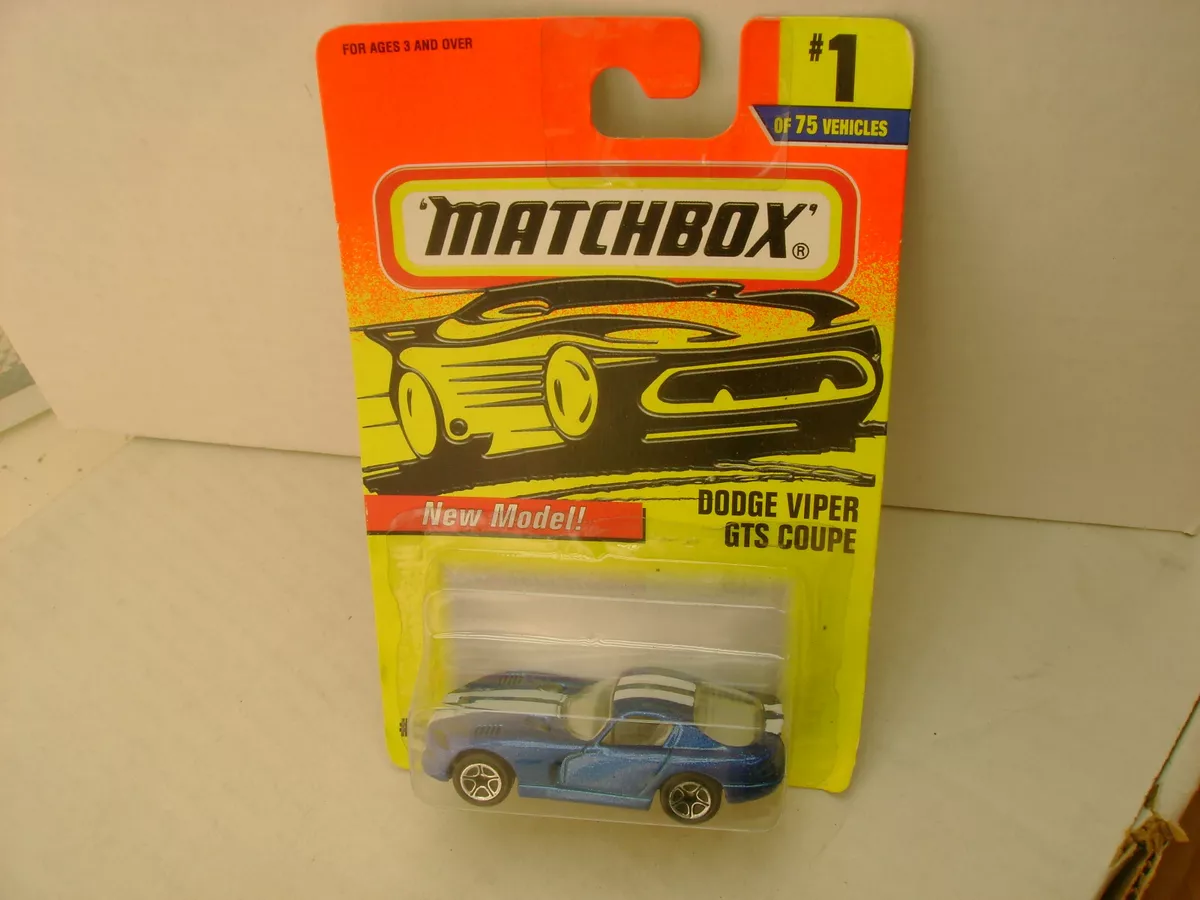 FOR AGES 3 AND OVER
#1
OF 75 VEHICLES
'MATCHBOX'®
New Model!
DODGE VIPER
GTS COUPE